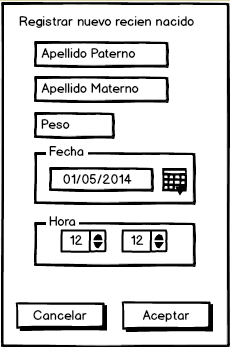 Registrar nuevo recien nacido
Apellido Paterno
Apellido Materno
Peso
Fecha
01/05/2014
Hora
12 12
Cancelar Aceptar